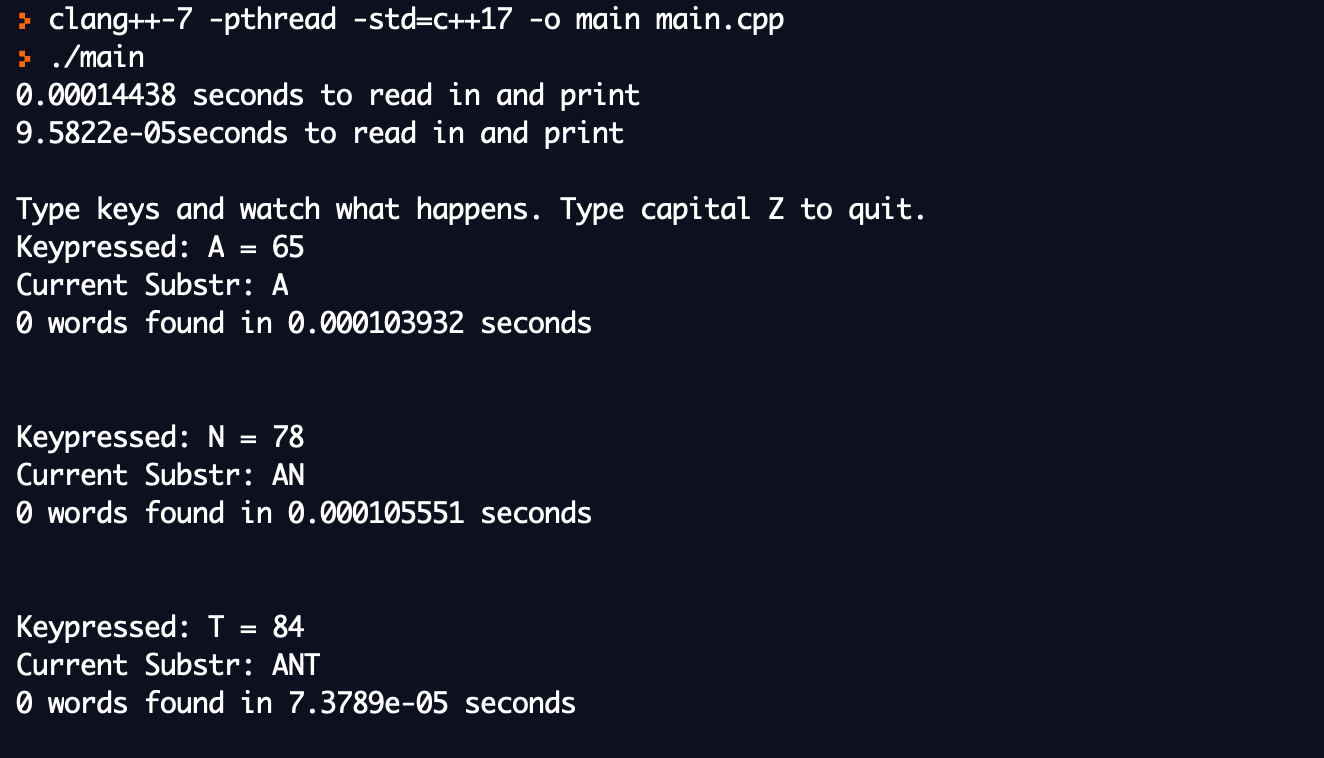 clang++-7 -pthread -std=c++17 -o main main.cpp
./main
0.00014438 seconds to read in and print
9.5822e-05seconds to read in and print
Type keys and watch what happens. Type capital Z to quit.
Keypressed: A = 65
Current Substr: A
0 words found in 0.000103932 seconds
Keypressed: N = 78
Current Substr: AN
0 words found in 0.000105551 seconds
Keypressed: T = 84
Current Substr: ANT
0 words found in 7.3789e-05 seconds